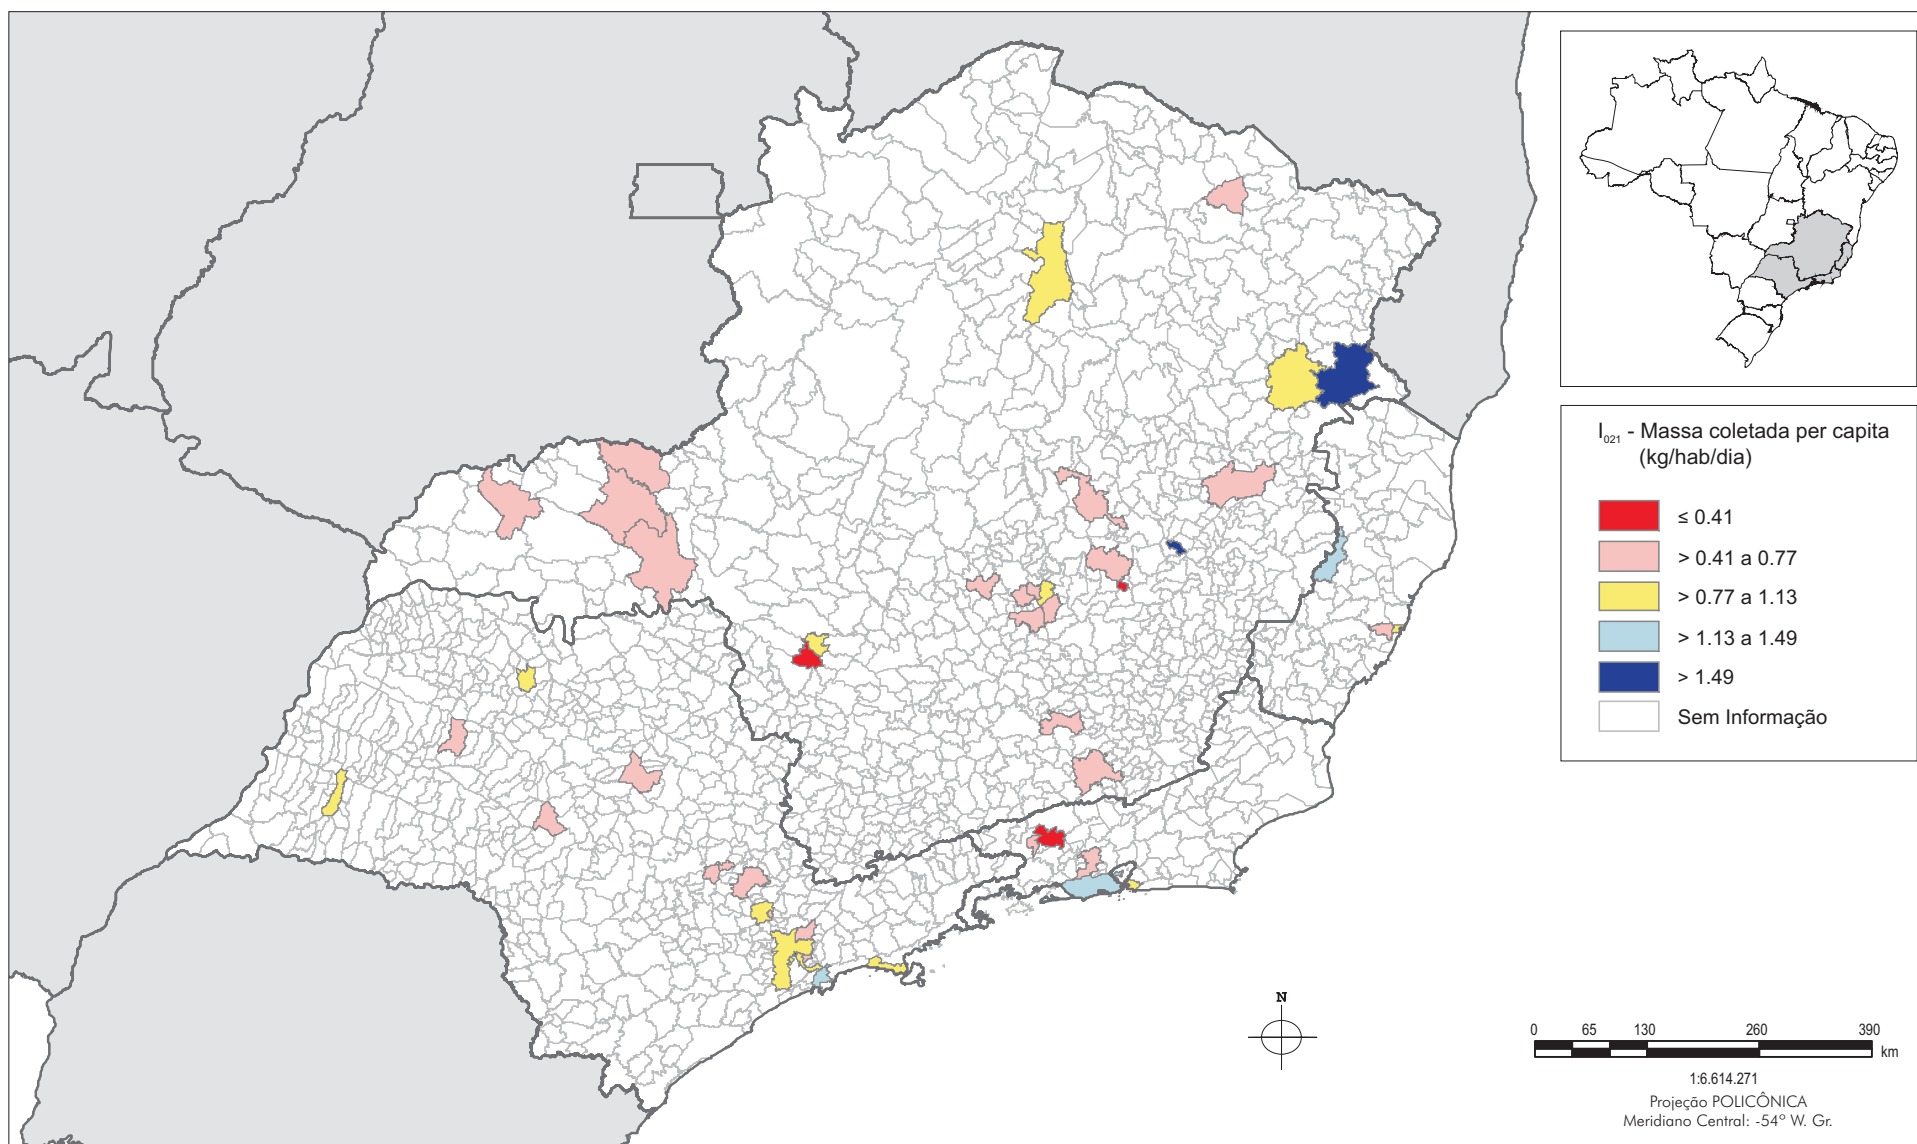 I021 - Massa coletada per capita
(kg/hab/dia)
≤ 0.41
> 0.41 a 0.77
> 0.77 a 1.13
> 1.13 a 1.49
> 1.49
Sem Informação
N
0 65 130 260 390
km
1:6.614.271
Projeção POLICÔNICA
Meridiano Central: -54º W. Gr.